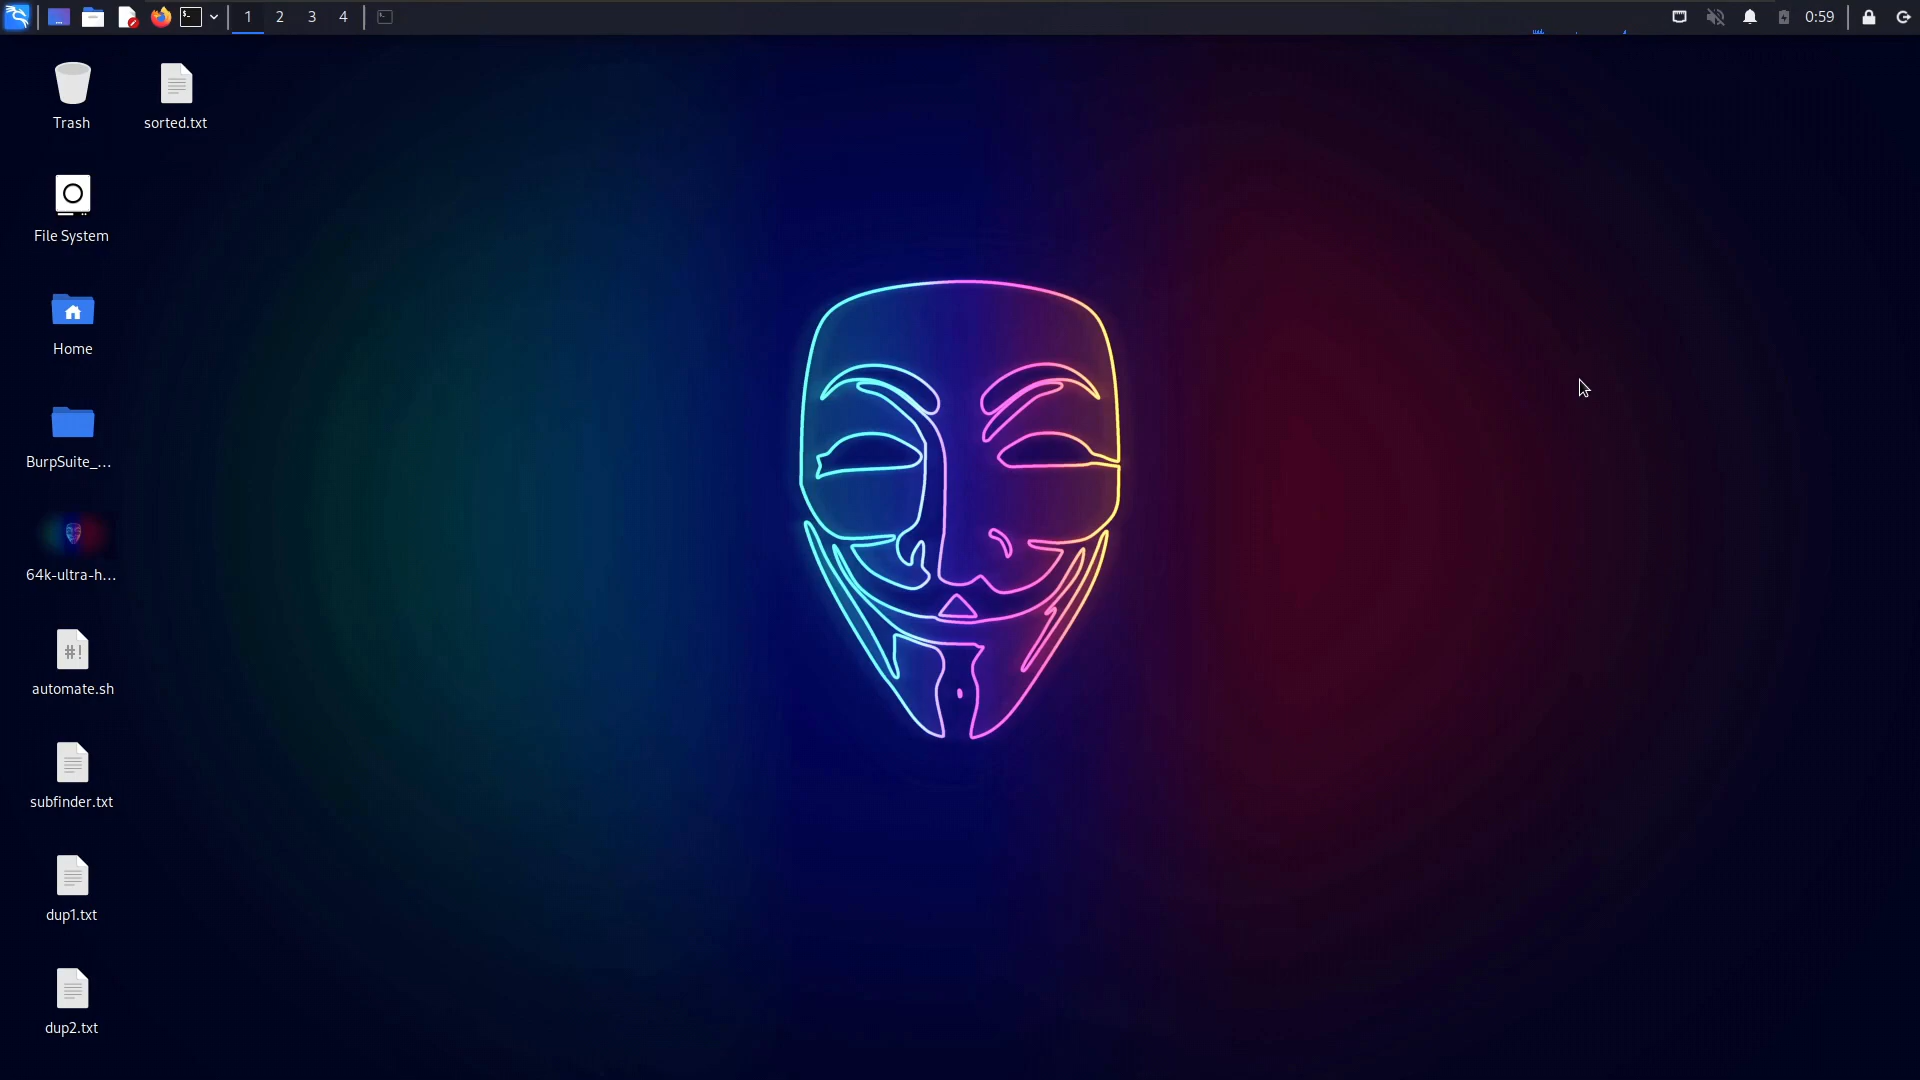 1 2 3 4
0:59
Trash
sorted.txt
File System
Home
BurpSuite_...
64k-ultra-h...
#!
automate.sh
subfinder.txt
dup1.txt
dup2.txt